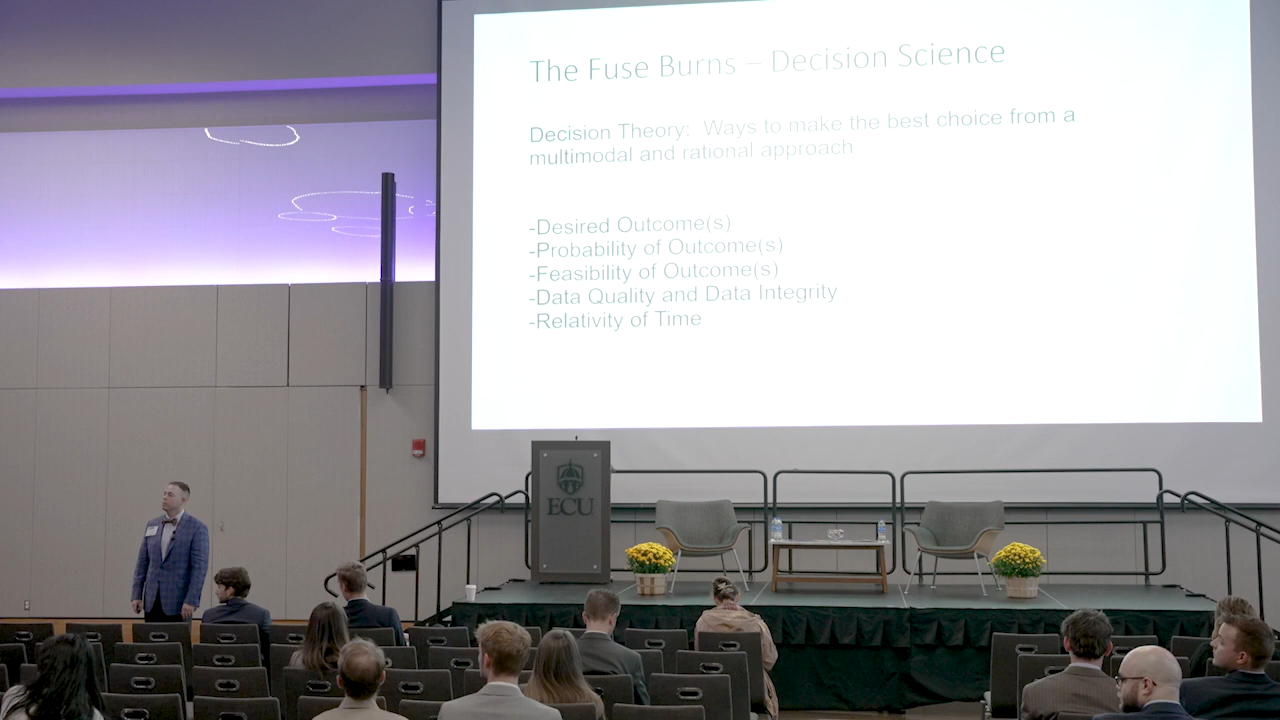 The Fuse Burns – Decision Science
Decision Theory:  Ways to make the best choice from a
multimodal and rational approach
-Desired Outcome(s)
-Probability of Outcome(s)
-Feasibility of Outcome(s)
-Data Quality and Data Integrity
-Relativity of Time
ECU